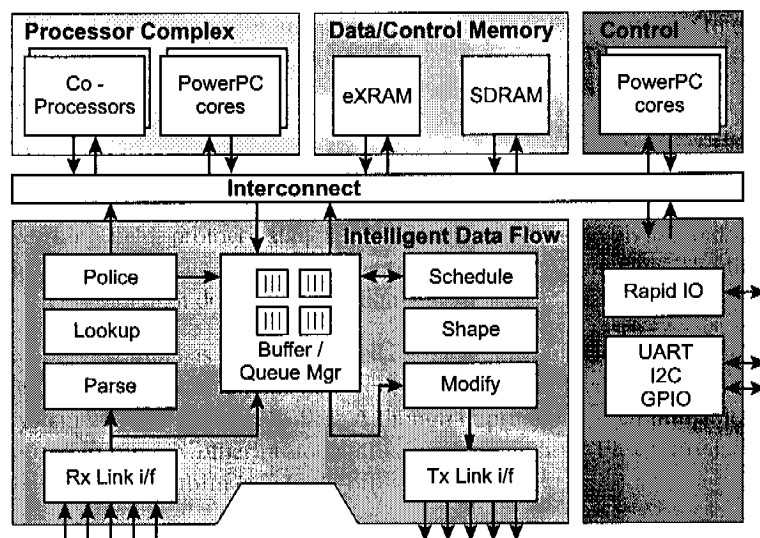 Processor Complex
Co -
Processors
PowerPC
cores
Data/Control Memory
eXRAM
SDRAM
Control
PowerPC
cores
Interconnect
Intelligent Data Flow
Police
Lookup
Parse
Rx Link i/f
Buffer /
Queue Mgr
Schedule
Shape
Modify
Tx Link i/f
Rapid IO
UART
I2C
GPIO